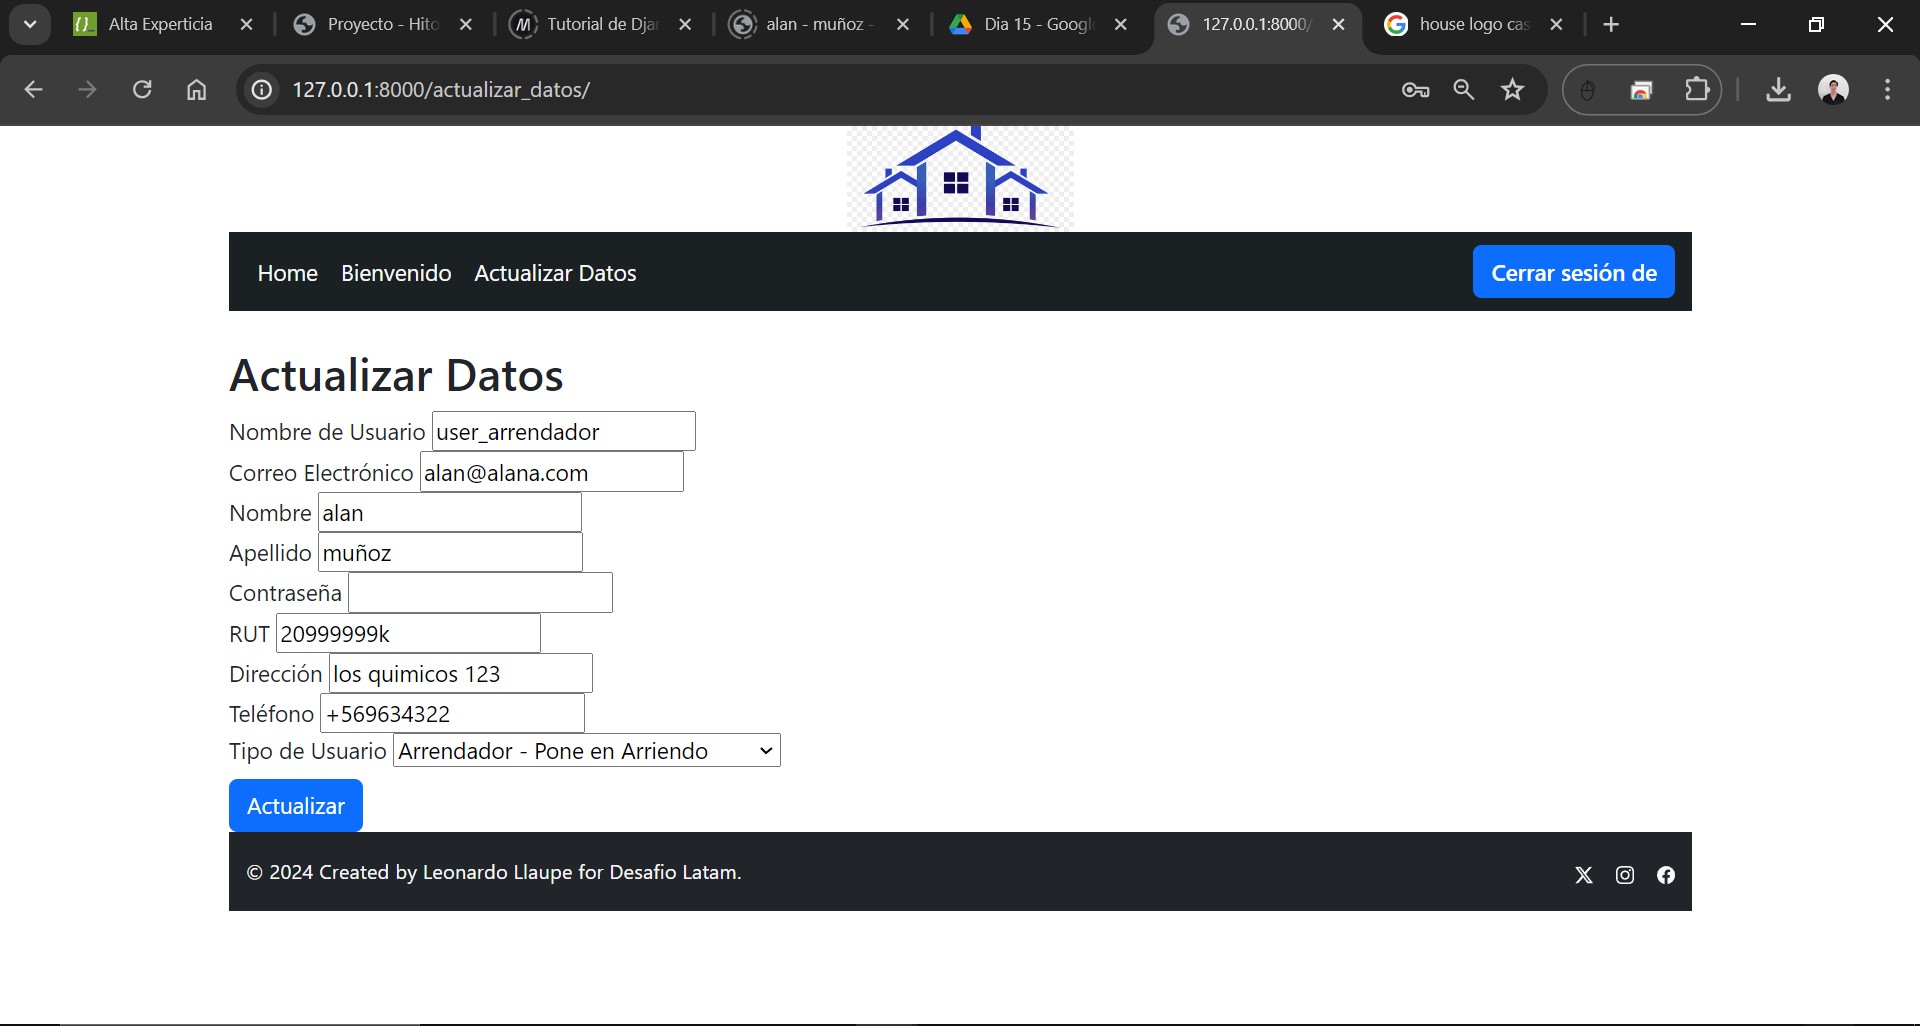 Alta Experticia
Proyecto - Hito
Tutorial de Djan
alan - muñoz -
Dia 15 - Google
127.0.0.1:8000/
house logo cas
127.0.0.1:8000/actualizar_datos/
Home Bienvenido Actualizar Datos Cerrar sesión de
Actualizar Datos
Nombre de Usuario user_arrendador
Correo Electrónico alan@alana.com
Nombre alan
Apellido muñoz
Contraseña
RUT 20999999k
Dirección los quimicos 123
Teléfono +569634322
Tipo de Usuario Arrendador - Pone en Arriendo
Actualizar
© 2024 Created by Leonardo Llaupe for Desafio Latam.